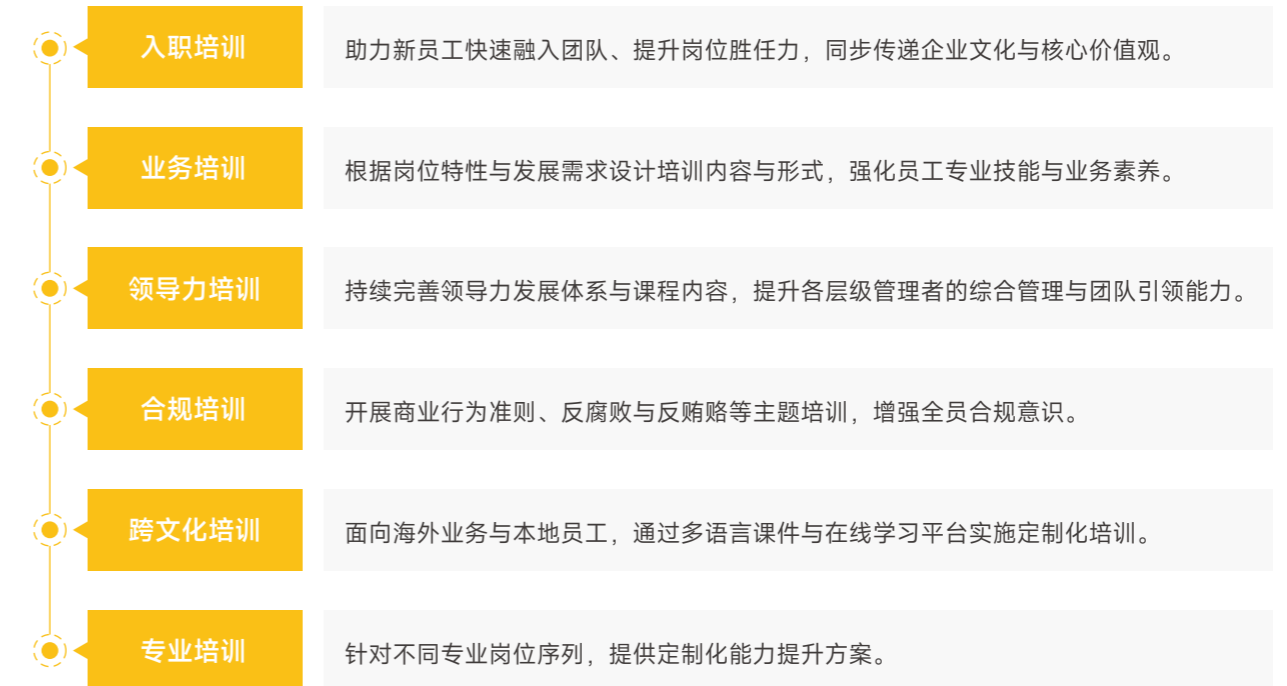 入职培训
助力新员工快速融入团队、提升岗位胜任力，同步传递企业文化与核心价值观。
业务培训
根据岗位特性与发展需求设计培训内容与形式，强化员工专业技能与业务素养。
领导力培训
持续完善领导力发展体系与课程内容，提升各层级管理者的综合管理与团队引领能力。
合规培训
开展商业行为准则、反腐败与反贿赂等主题培训，增强全员合规意识。
跨文化培训
面向海外业务与本地员工，通过多语言课件与在线学习平台实施定制化培训。
专业培训
针对不同专业岗位序列，提供定制化能力提升方案。